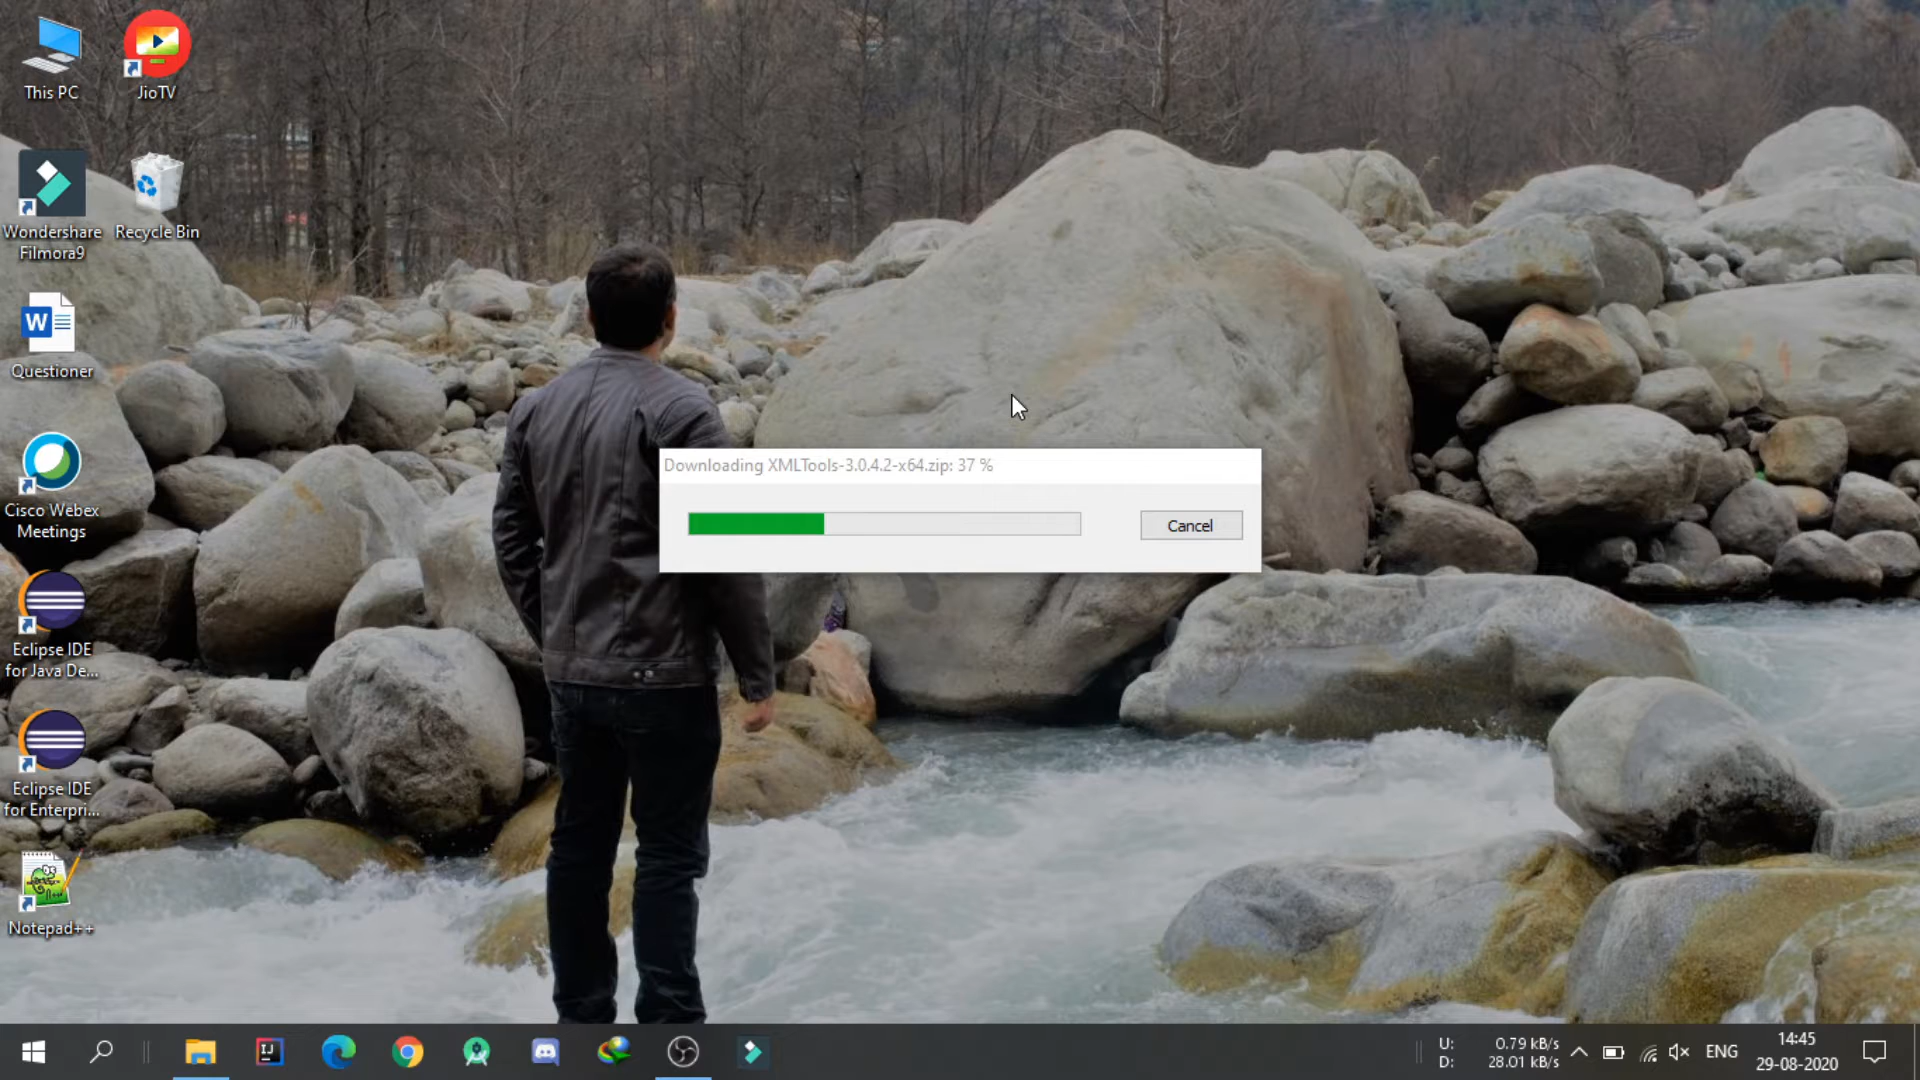 This PC
JioTV
Wondershare
Filmora9
Recycle Bin
W
Questioner
Cisco Webex
Meetings
Eclipse IDE
for Java De...
Eclipse IDE
for Enterpri...
Notepad++
Downloading XMLTools-3.0.4.2-x64.zip: 37 %
Cancel
IJ
U: 0.79 kB/s
D: 28.01 kB/s
ENG
14:45
29-08-2020